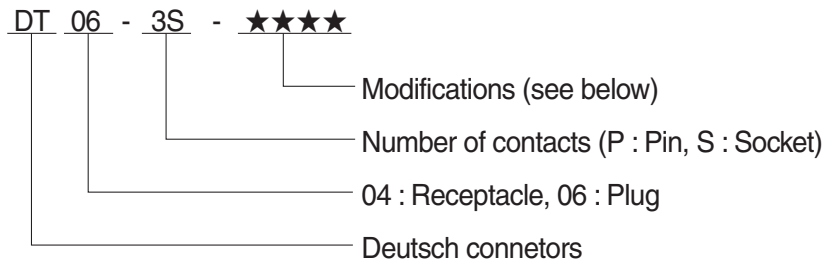 DT 06 - 3S - ★★★★
Modifications (see below)
Number of contacts (P : Pin, S : Socket)
04 : Receptacle, 06 : Plug
Deutsch connetors